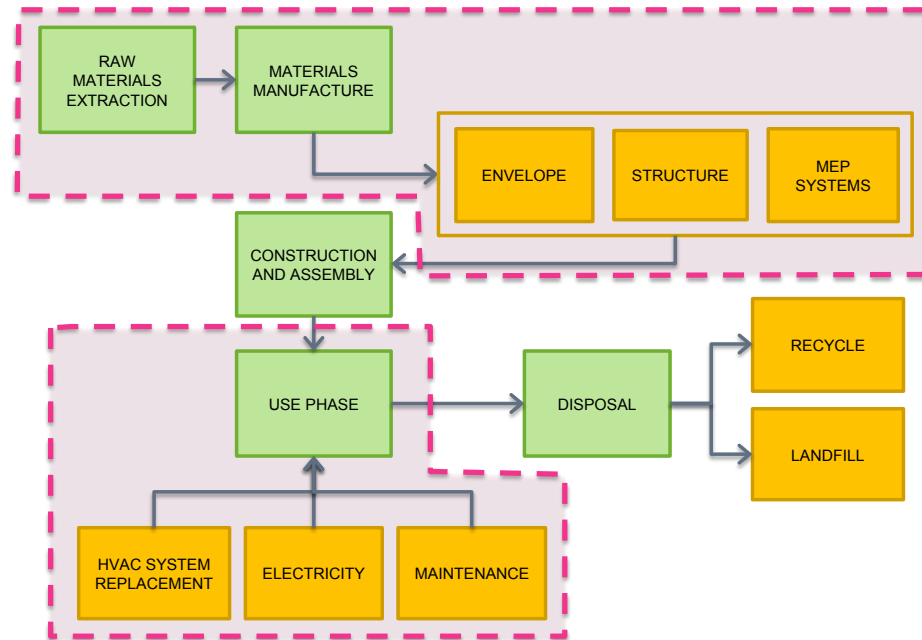 RAW
MATERIALS
EXTRACTION
MATERIALS
MANUFACTURE
ENVELOPE
STRUCTURE
MEP
SYSTEMS
CONSTRUCTION
AND ASSEMBLY
USE PHASE
DISPOSAL
RECYCLE
LANDFILL
HVAC SYSTEM
REPLACEMENT
ELECTRICITY
MAINTENANCE